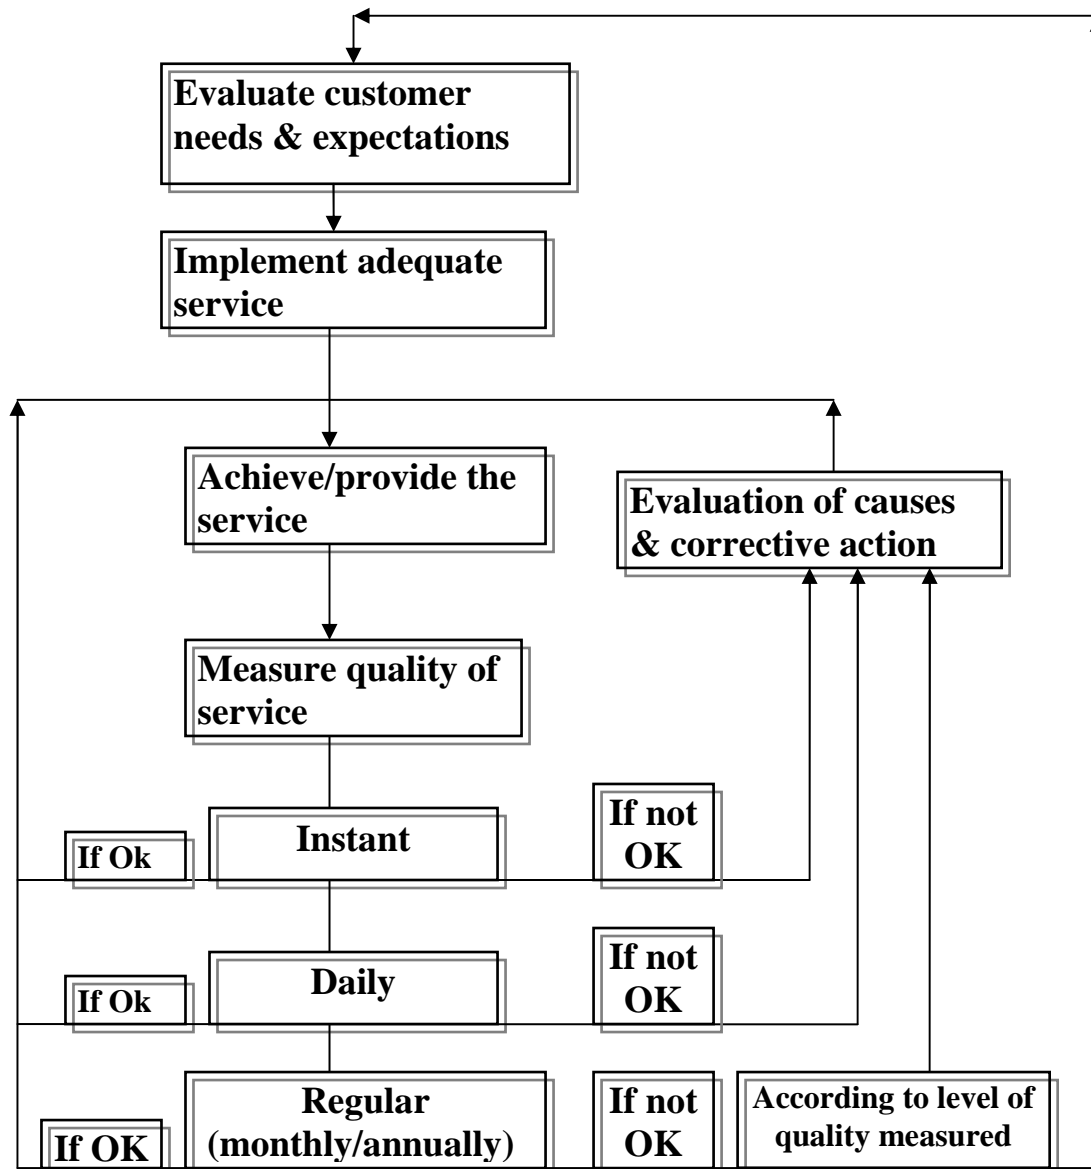 Evaluate customer
needs & expectations
Implement adequate
service
Achieve/provide the
service
Evaluation of causes
& corrective action
Measure quality of
service
If Ok
Instant
If not
OK
If Ok
Daily
If not
OK
If OK
Regular
(monthly/annually)
If not
OK
According to level of
quality measured